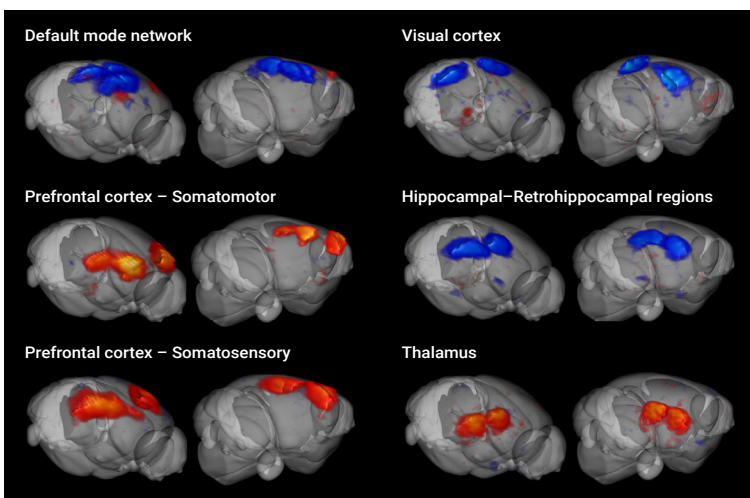 Default mode network
Visual cortex
Prefrontal cortex – Somatomotor
Hippocampal–Retrohippocampal regions
Prefrontal cortex – Somatosensory
Thalamus